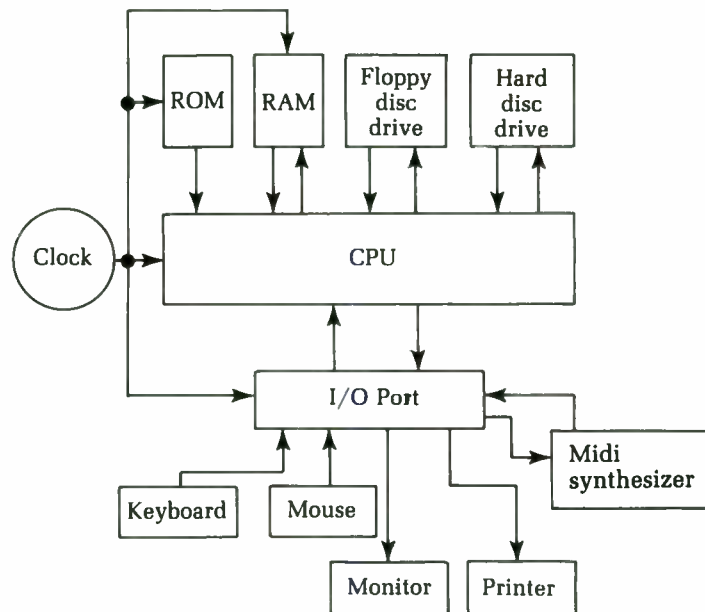 ROM
RAM
Floppy
disc
drive
Hard
disc
drive
Clock
CPU
I/O Port
Midi
synthesizer
Keyboard
Mouse
Monitor
Printer